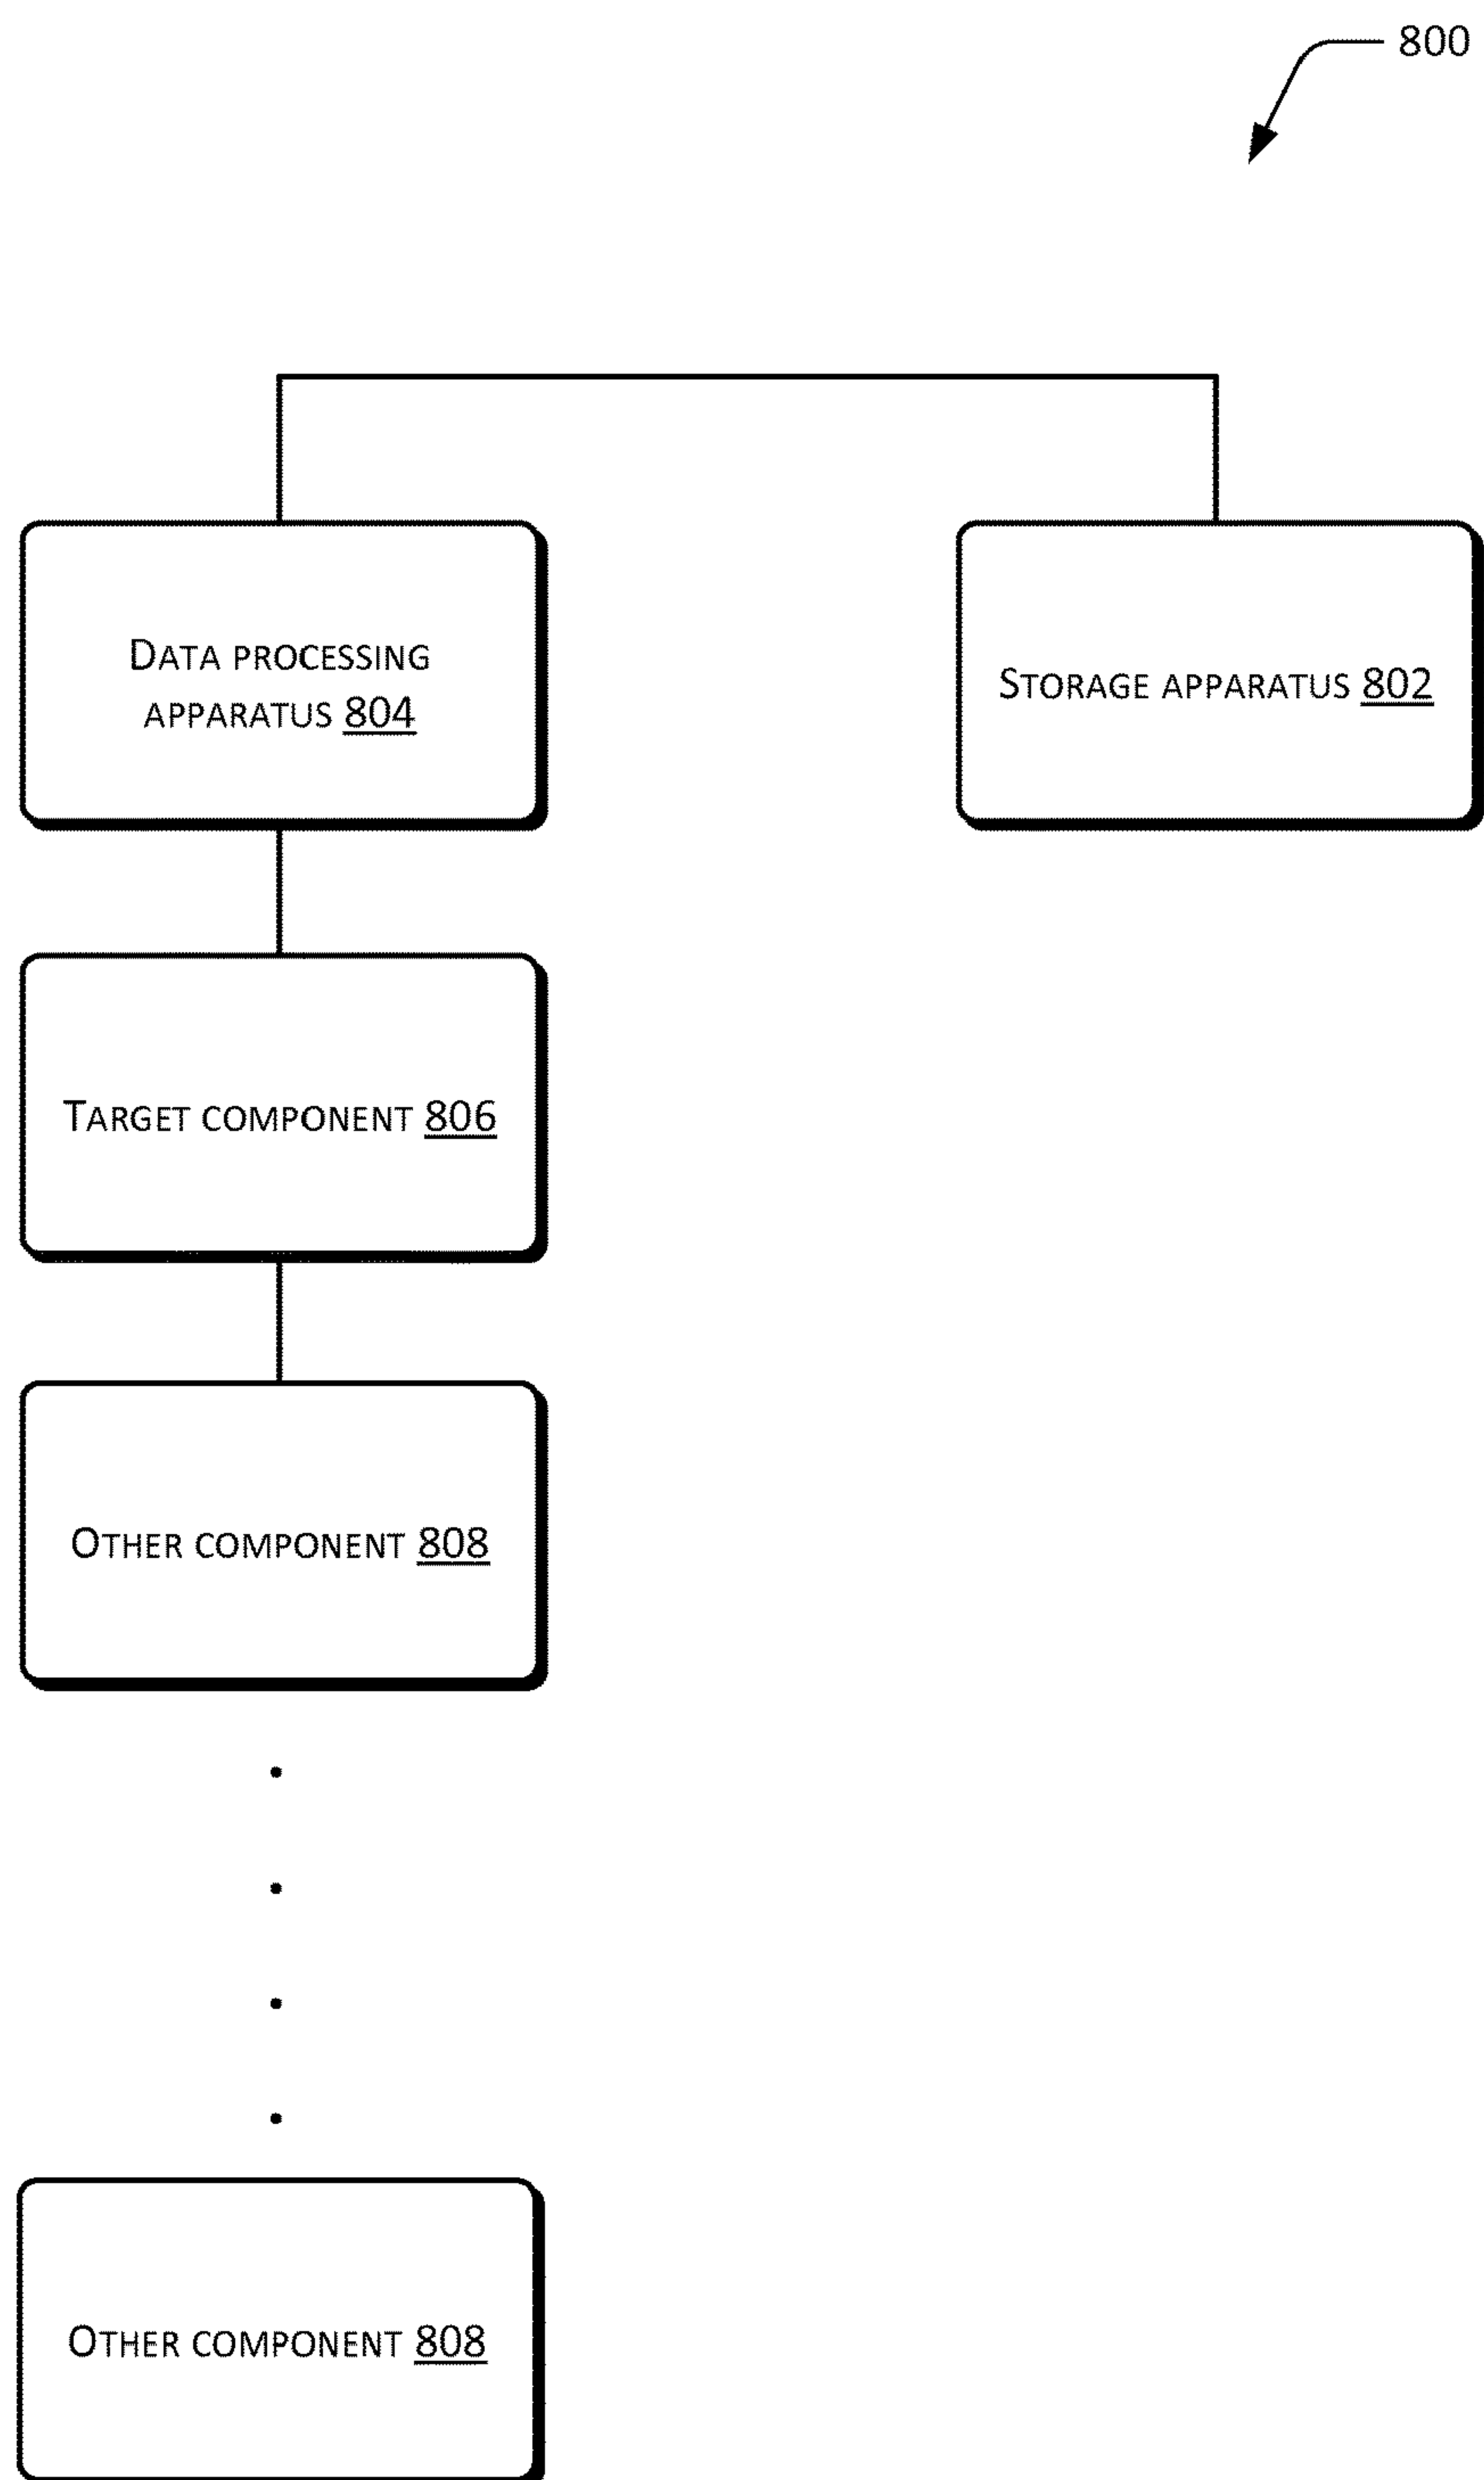 800
Data processing
apparatus 804
Storage apparatus 802
Target component 806
Other component 808
Other component 808